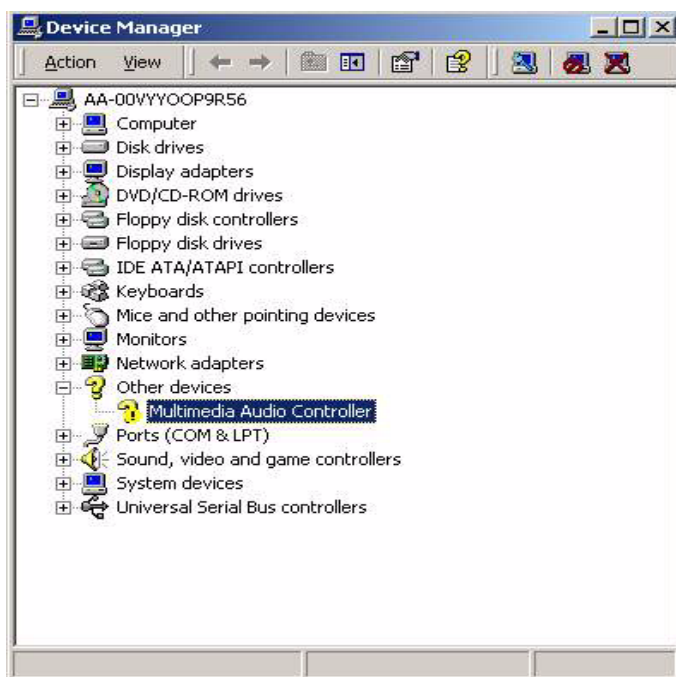 Device Manager
Action View
AA-00VYYOOP9R56
Computer
Disk drives
Display adapters
DVD/CD-ROM drives
Floppy disk controllers
Floppy disk drives
IDE ATA/ATAPI controllers
Keyboards
Mice and other pointing devices
Monitors
Network adapters
Other devices
Multimedia Audio Controller
Ports (COM & LPT)
Sound, video and game controllers
System devices
Universal Serial Bus controllers